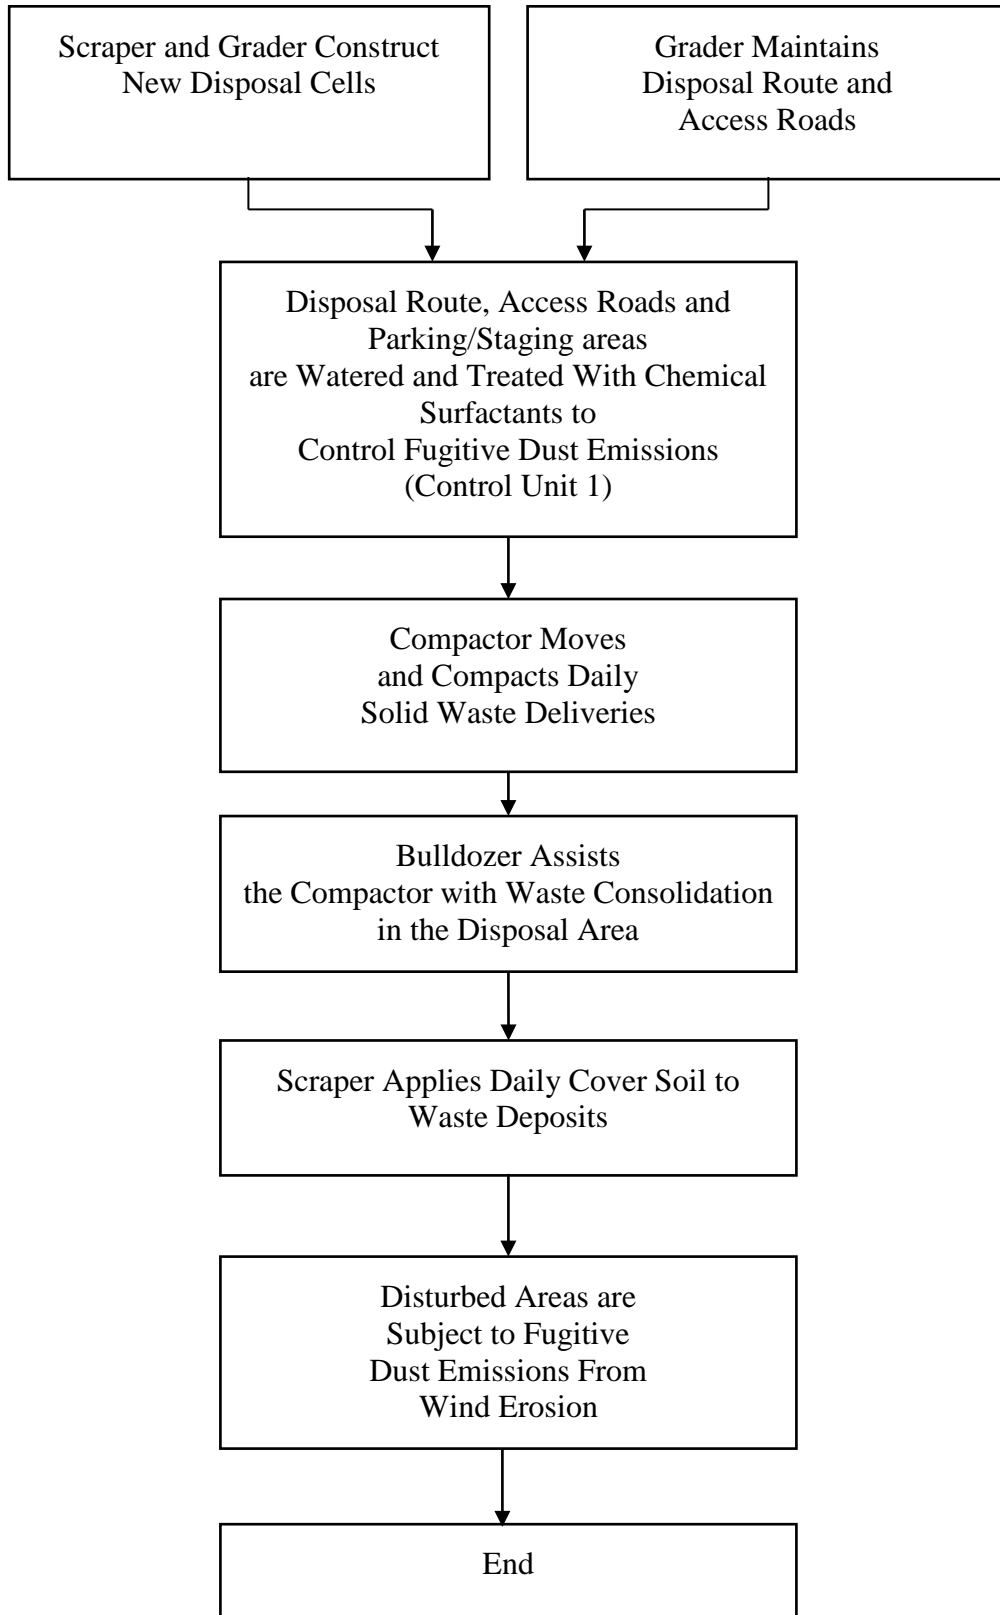 Scraper and Grader Construct
New Disposal Cells
Grader Maintains
Disposal Route and
Access Roads
Disposal Route, Access Roads and
Parking/Staging areas
are Watered and Treated With Chemical
Surfactants to
Control Fugitive Dust Emissions
(Control Unit 1)
Compactor Moves
and Compacts Daily
Solid Waste Deliveries
Bulldozer Assists
the Compactor with Waste Consolidation
in the Disposal Area
Scraper Applies Daily Cover Soil to
Waste Deposits
Disturbed Areas are
Subject to Fugitive
Dust Emissions From
Wind Erosion
End